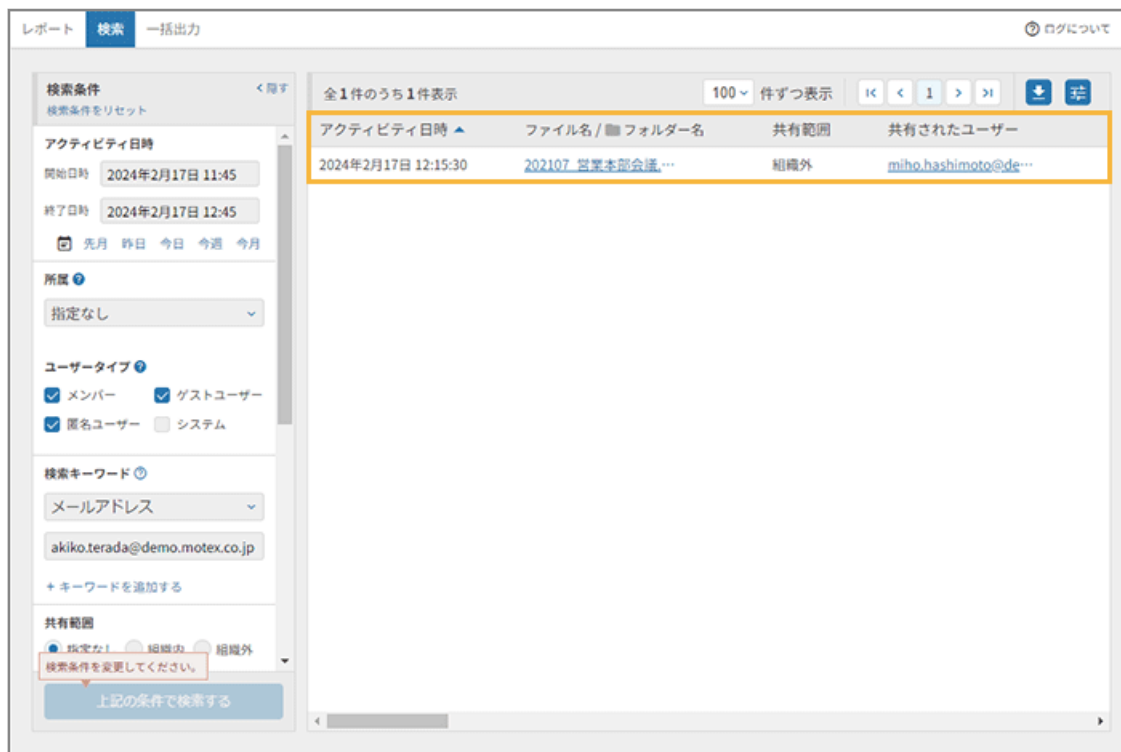 レポート 検索 一括出力 ログについて
検索条件 隠す
検索条件をリセット
アクティビティ日時
開始日時 2024年2月17日 11:45
終了日時 2024年2月17日 12:45
先月 昨日 今日 今週 今月
所属
指定なし
ユーザータイプ
メンバー ゲストユーザー
匿名ユーザー システム
検索キーワード
メールアドレス
akiko.terada@demo.motex.co.jp
+ キーワードを追加する
共有範囲
指定なし 組織内 組織外
検索条件を変更してください。
上記の条件で検索する
全1件のうち1件表示 100 件ずつ表示 1
アクティビティ日時 ファイル名 / フォルダー名 共有範囲 共有されたユーザー
2024年2月17日 12:15:30 202107_営業本部会議.… 組織外 miho.hashimoto@de…